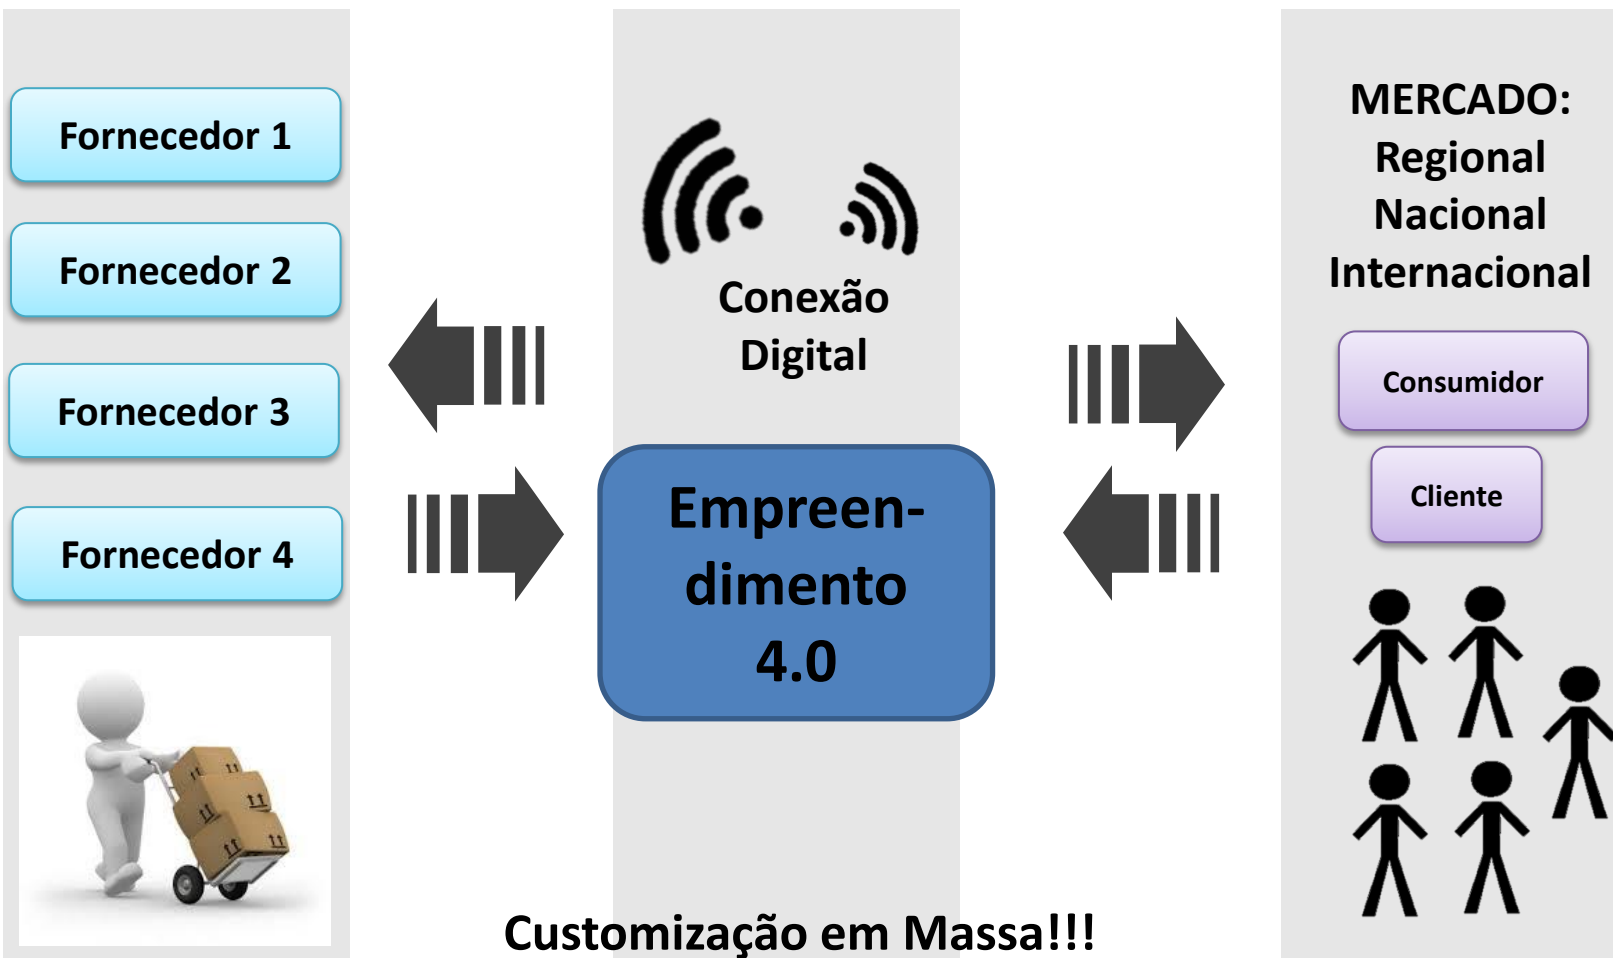 Fornecedor 1
Fornecedor 2
Fornecedor 3
Fornecedor 4
Conexão
Digital
Empreen-
dimento
4.0
Customização em Massa!!!
MERCADO:
Regional
Nacional
Internacional
Consumidor
Cliente